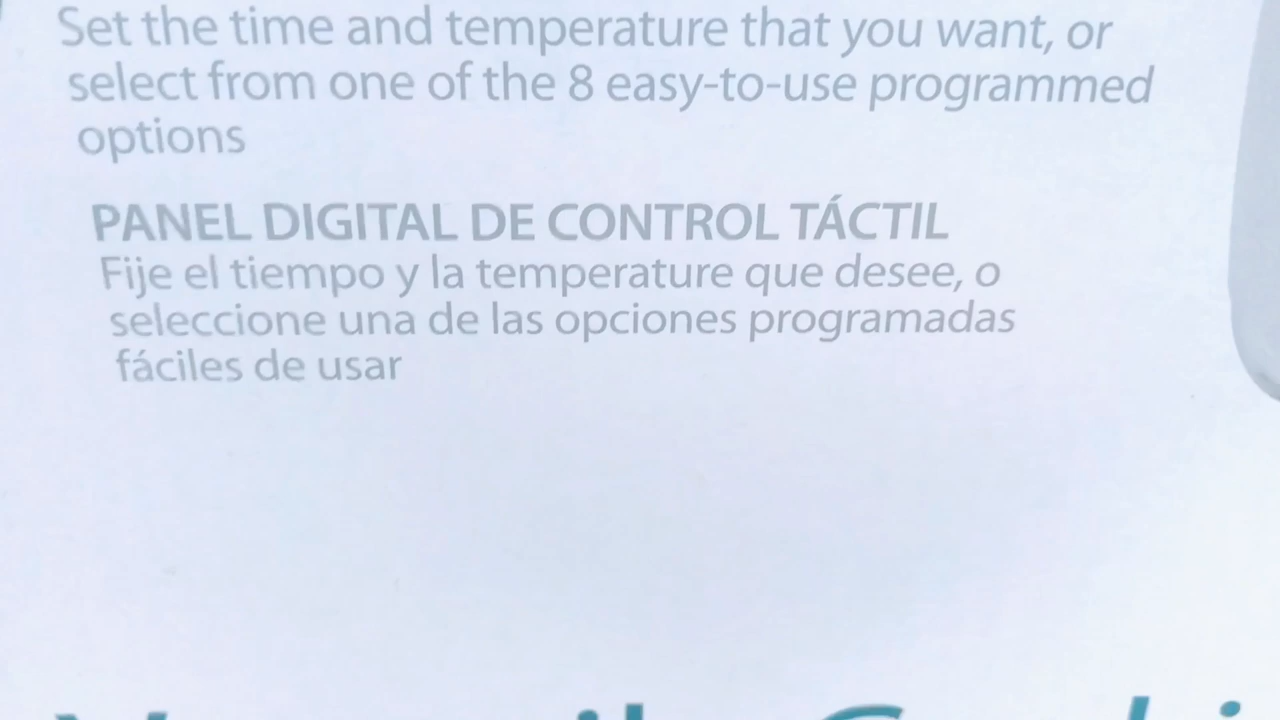 Set the time and temperature that you want, or
select from one of the 8 easy-to-use programmed
options
PANEL DIGITAL DE CONTROL TÁCTIL
Fije el tiempo y la temperature que desee, o
seleccione una de las opciones programadas
fáciles de usar